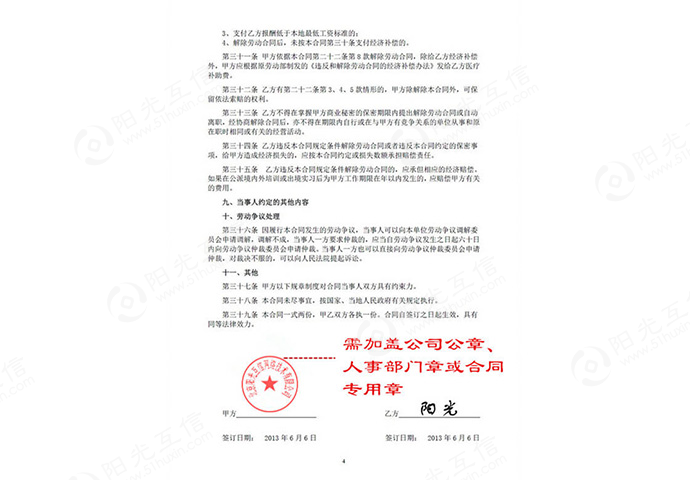 3、支付乙方报酬低于本地最低工资标准的；
4、解除劳动合同后，未按本合同第三十条支付经济补偿的。
第三十一条 甲方依据本合同第二十二条第8款解除劳动合同，除给乙方经济补偿
外，甲方应根据原劳动部制发的《违反和解除劳动合同的经济补偿办法》发给乙方医疗
补助费。
第三十二条 乙方有第二十二条第3、4、5款情形的，甲方除解除本合同外，可保
留依法索赔的权利。
第三十三条 乙方不得在掌握甲方商业秘密的保密期限内提出解除劳动合同或自动
离职，经协商解除合同后，亦不得在期限内自行或在与甲方有竞争关系的单位从事和原
在职时相同或有关的经营活动。
第三十四条 乙方违反本合同规定条件解除劳动合同或者违反本合同约定的保密事
项，给甲方造成经济损失的，应按本合同约定或损失数额承担赔偿责任。
第三十五条 乙方违反本合同规定条件解除劳动合同的，应承担相应的经济赔偿。
如果在公派境内外培训或出境实习后为甲方工作期限在年以内发生的，应赔偿甲方有关
的费用。
九、当事人约定的其他内容
十、劳动争议处理
第三十六条 因履行本合同发生的劳动争议，当事人可以向本单位劳动争议调解委
员会申请调解，调解不成，当事人一方要求仲裁的，应当自劳动争议发生之日起六十日
内向劳动争议仲裁委员会申请仲裁。当事人一方也可以直接向劳动争议仲裁委员会申请
仲裁，对裁决不服的，可以向人民法院提起诉讼。
十一、其他
第三十七条 甲方以下规章制度对合同当事人双方具有约束力。
第三十八条 本合同未尽事宜，按国家、当地人民政府有关规定执行。
第三十九条 本合同一式两份，甲乙双方各执一份。合同自签订之日起生效，具有
同等法律效力。
需加盖公司公章、
人事部门章或合同
专用章
甲方
乙方 阳光
签订日期： 2013年6月6日
签订日期： 2013年6月6日
4
阳光互信